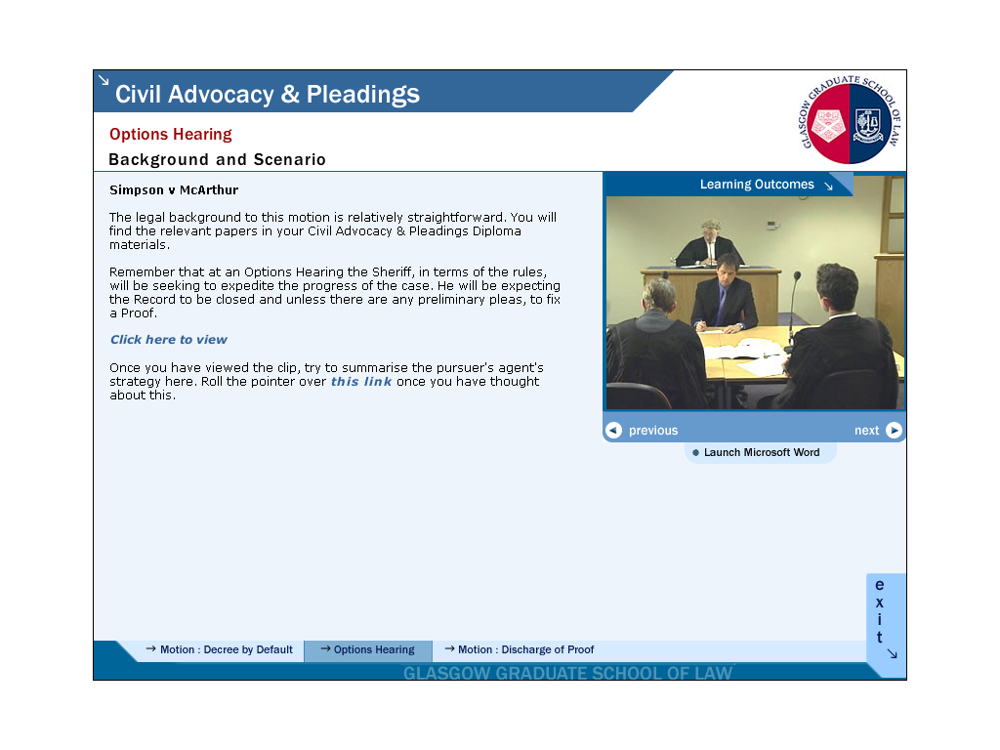 Civil Advocacy & Pleadings
GLASGOW GRADUATE SCHOOL OF LAW
Options Hearing
Background and Scenario
Simpson v McArthur
The legal background to this motion is relatively straightforward. You will
find the relevant papers in your Civil Advocacy & Pleadings Diploma
materials.
Remember that at an Options Hearing the Sheriff, in terms of the rules,
will be seeking to expedite the progress of the case. He will be expecting
the Record to be closed and unless there are any preliminary pleas, to fix
a Proof.
Click here to view
Once you have viewed the clip, try to summarise the pursuer's agent's
strategy here. Roll the pointer over this link once you have thought
about this.
Learning Outcomes
previous
next
Launch Microsoft Word
exit
Motion : Decree by Default
Options Hearing
Motion : Discharge of Proof
GLASGOW GRADUATE SCHOOL OF LAW